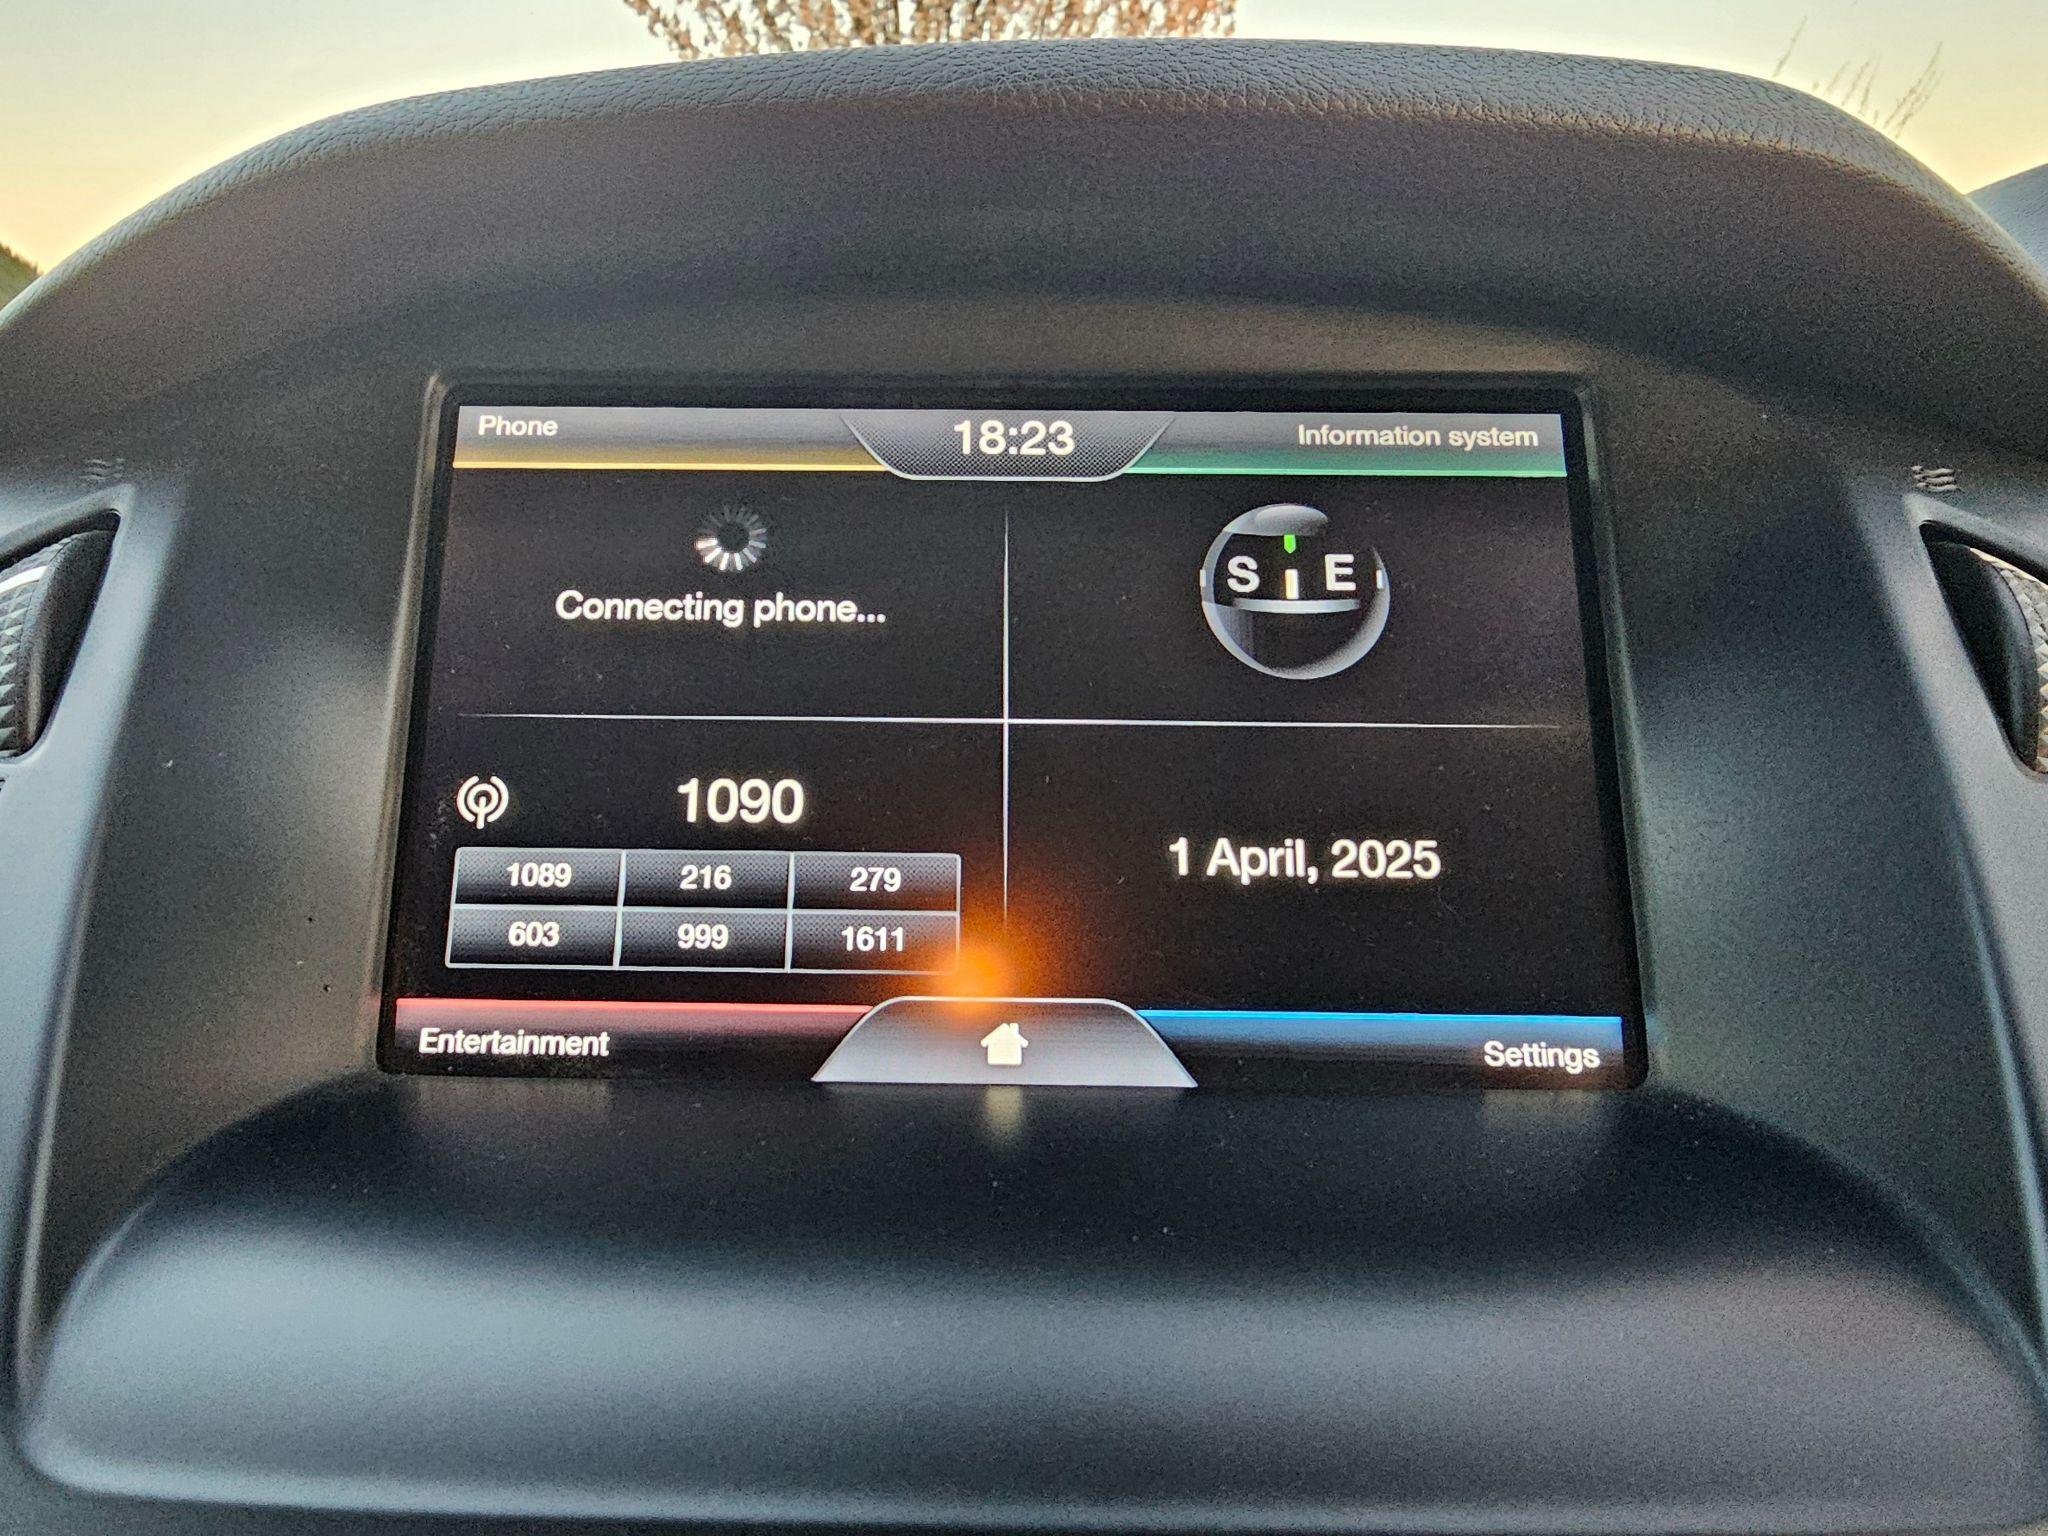 Phone
18:23
Information system
Connecting phone...
S E
1090
1089 216 279
603 999 1611
1 April, 2025
Entertainment
Settings